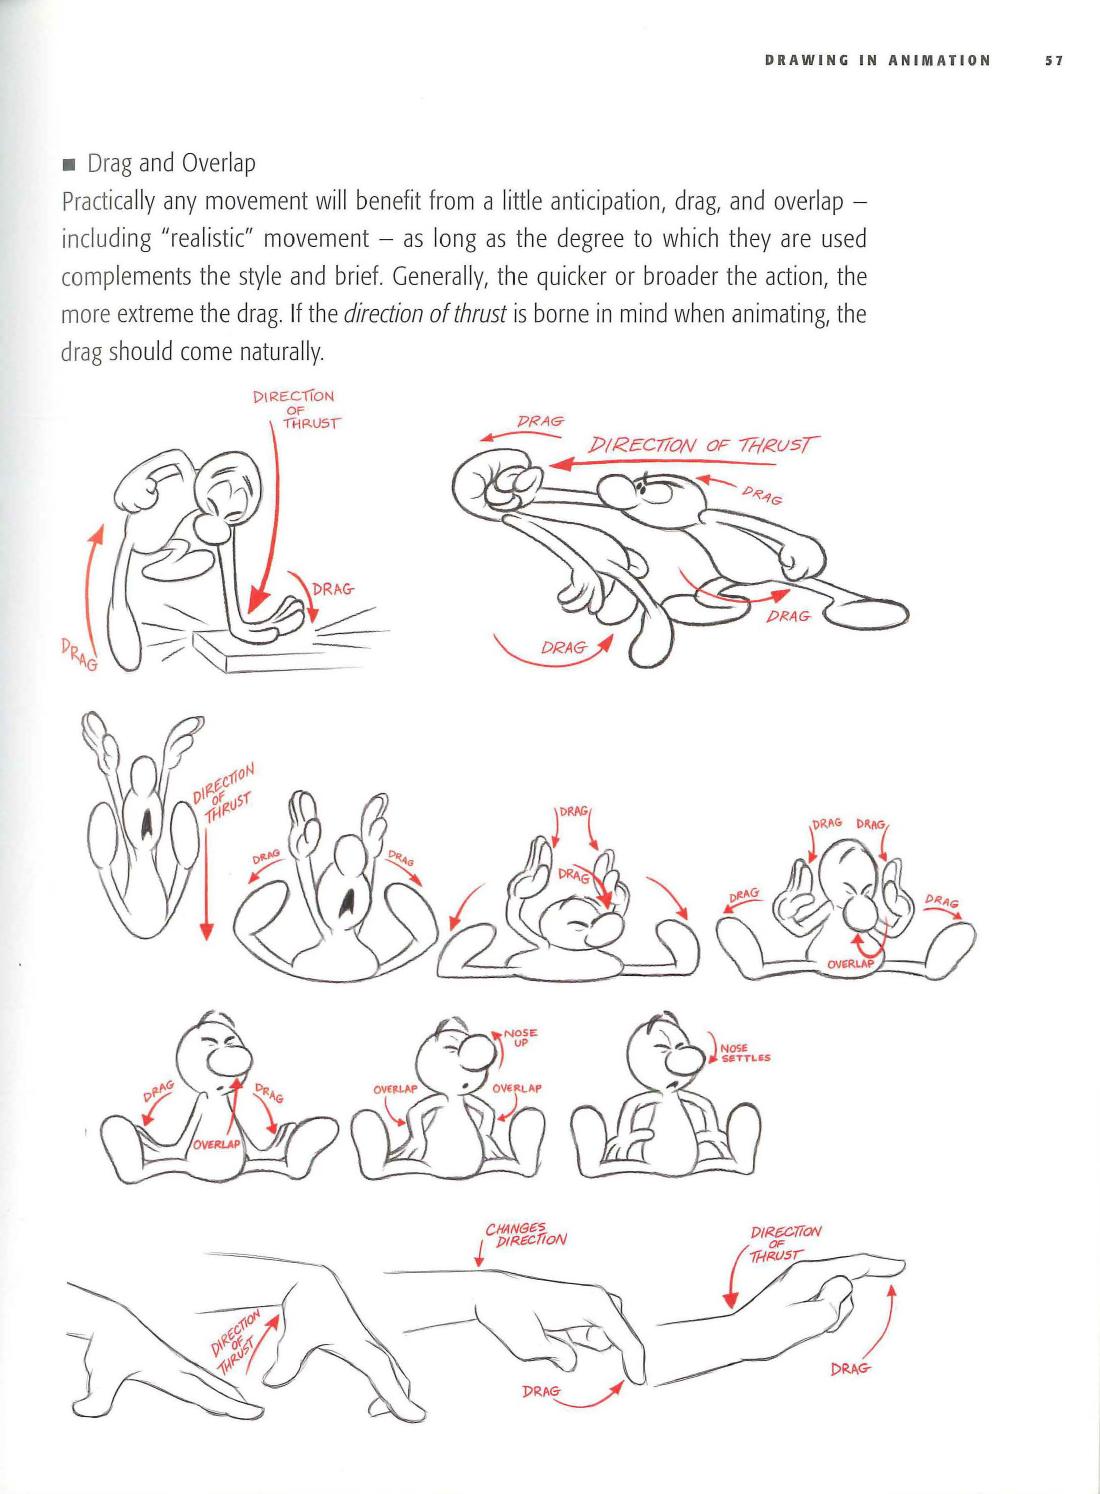 DRAWING IN ANIMATION 57
■ Drag and Overlap
Practically any movement will benefit from a little anticipation, drag, and overlap –
including “realistic” movement – as long as the degree to which they are used
complements the style and brief. Generally, the quicker or broader the action, the
more extreme the drag. If the direction of thrust is borne in mind when animating, the
drag should come naturally.
DIRECTION
OF
THRUST
DRAG
DRAG
DRAG
DIRECTION OF THRUST
DRAG
DRAG
DRAG
DIRECTION
OF
THRUST
DRAG
DRAG
DRAG
DRAG
DRAG DRAG
DRAG
DRAG
OVERLAP
DRAG
DRAG
OVERLAP
NOSE
UP
OVERLAP
OVERLAP
NOSE
SETTLES
DIRECTION
OF
THRUST
CHANGES
DIRECTION
DRAG
DIRECTION
OF
THRUST
DRAG